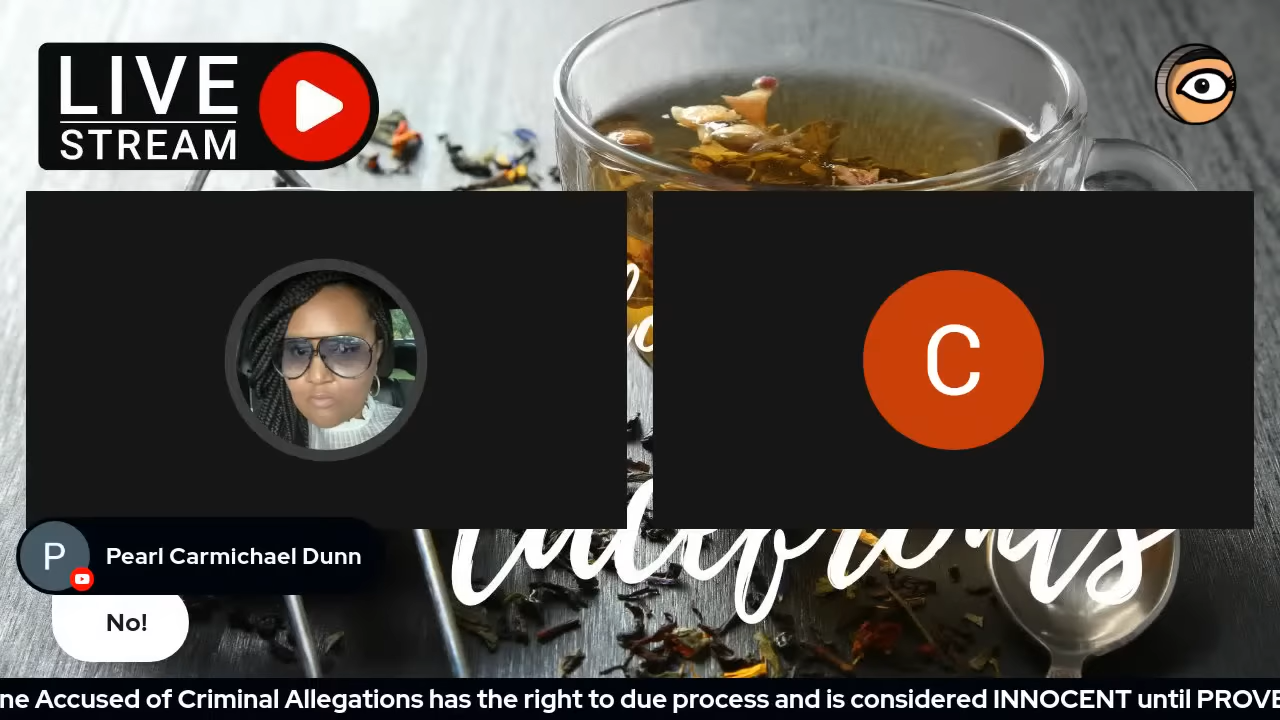 LIVE
STREAM
C
P
Pearl Carmichael Dunn
No!
ne Accused of Criminal Allegations has the right to due process and is considered INNOCENT until PROVE